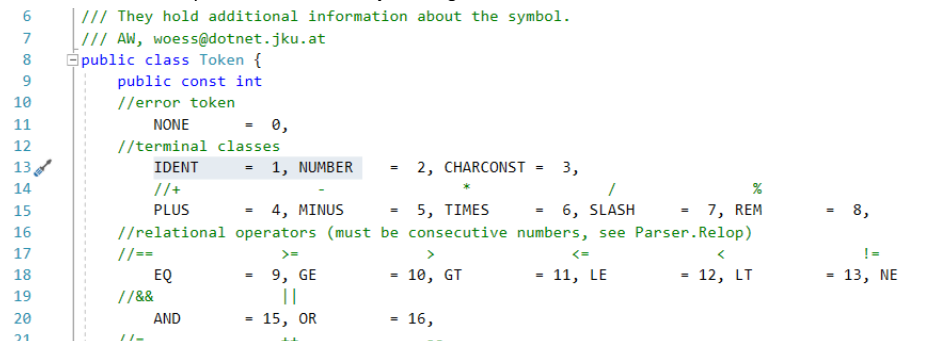 6 /// They hold additional information about the symbol.
7 /// AW, woess@dotnet.jku.at
8 public class Token {
9 public const int
10 //error token
11 NONE = 0,
12 //terminal classes
13 IDENT = 1, NUMBER = 2, CHARCONST = 3,
14 //+ - * / %
15 PLUS = 4, MINUS = 5, TIMES = 6, SLASH = 7, REM = 8,
16 //relational operators (must be consecutive numbers, see Parser.Relop)
17 //== >= > <= < !=
18 EQ = 9, GE = 10, GT = 11, LE = 12, LT = 13, NE
19 //&& ||
20 AND = 15, OR = 16,
21 //= ++ --